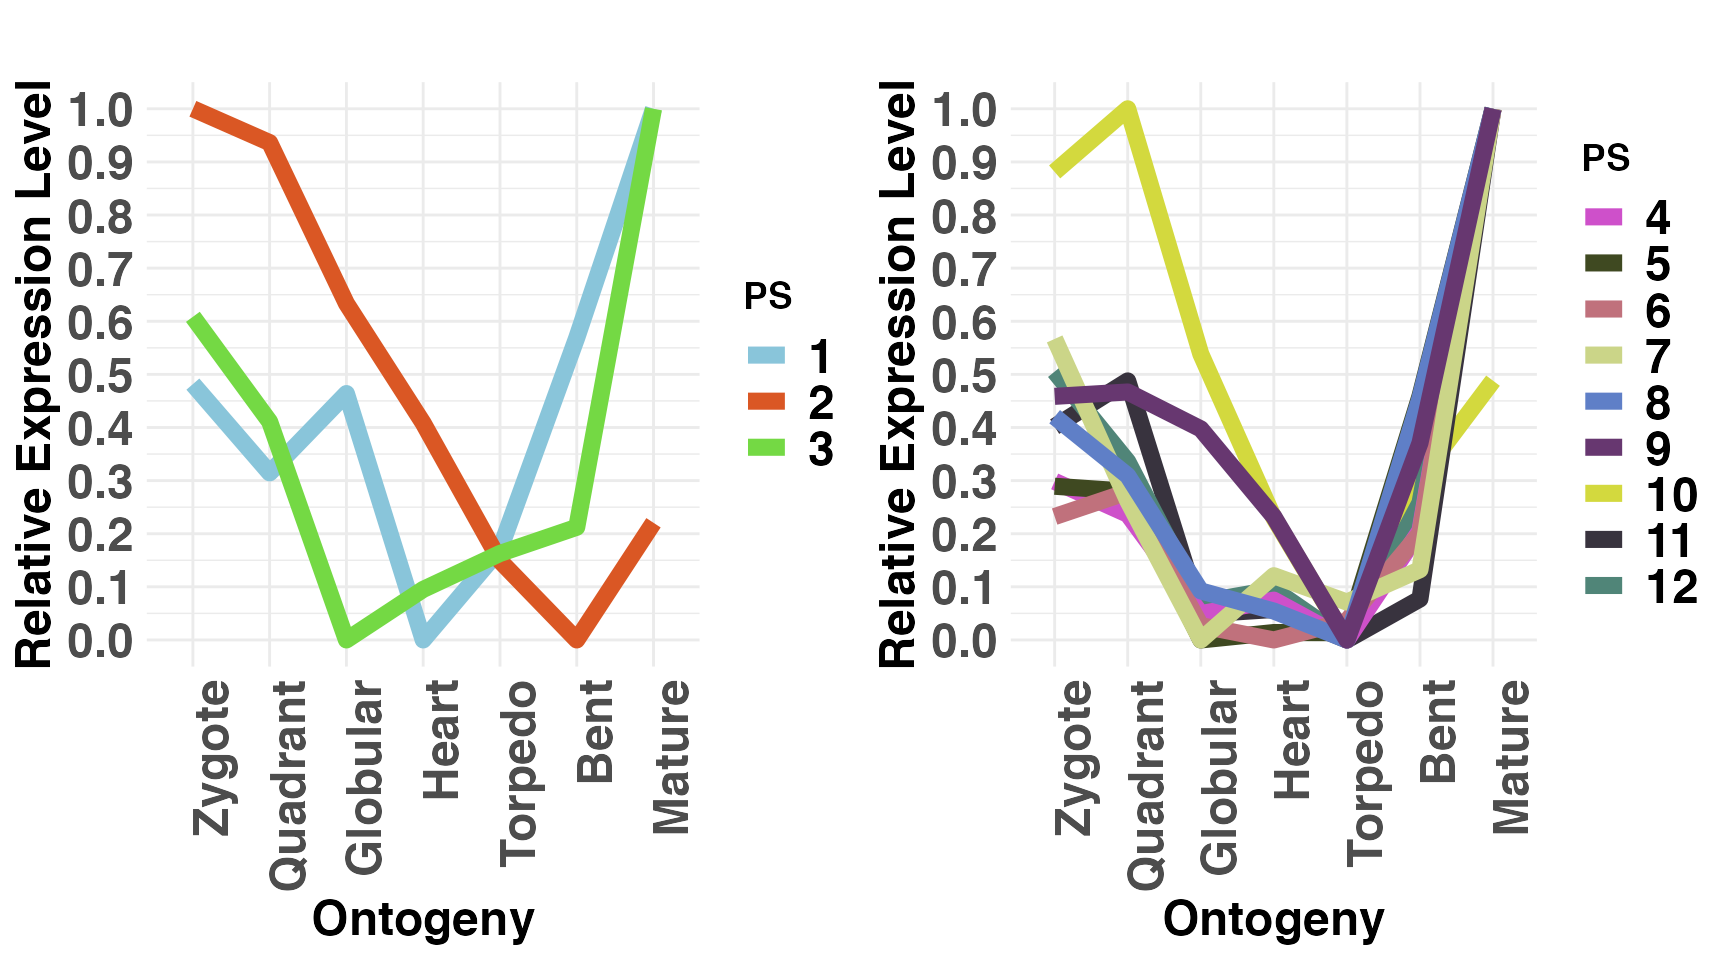 Relative Expression Level
1.0
0.9
0.8
0.7
0.6
0.5
0.4
0.3
0.2
0.1
0.0
Zygote
Quadrant
Globular
Heart
Torpedo
Bent
Mature
Ontogeny
PS
1
2
3
Relative Expression Level
1.0
0.9
0.8
0.7
0.6
0.5
0.4
0.3
0.2
0.1
0.0
Zygote
Quadrant
Globular
Heart
Torpedo
Bent
Mature
Ontogeny
PS
4
5
6
7
8
9
10
11
12